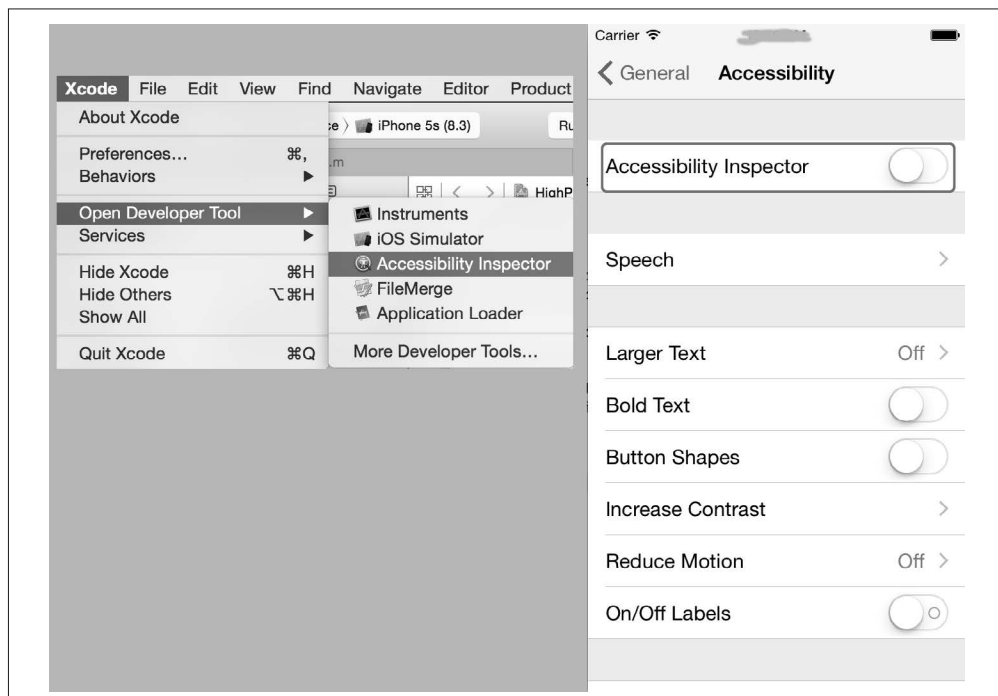 Xcode File Edit View Find Navigate Editor Product
About Xcode
Preferences... ⌘,
Behaviors ▶
Open Developer Tool ▶
Services ▶
Hide Xcode ⌘H
Hide Others ⌥⌘H
Show All
Quit Xcode ⌘Q
iPhone 5s (8.3)
.m
Instruments
iOS Simulator
Accessibility Inspector
FileMerge
Application Loader
More Developer Tools...
Carrier
General Accessibility
Accessibility Inspector
Speech
Larger Text Off
Bold Text
Button Shapes
Increase Contrast
Reduce Motion Off
On/Off Labels